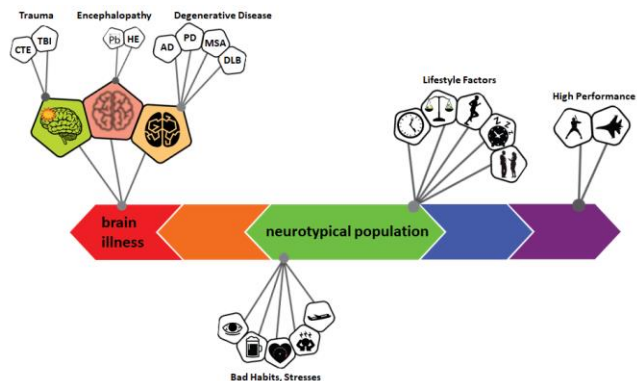 Trauma
Encephalopathy
Degenerative Disease
CTE
TBI
Pb
HE
AD
PD
MSA
DLB
Lifestyle Factors
High Performance
brain
illness
neurotypical population
Bad Habits, Stresses